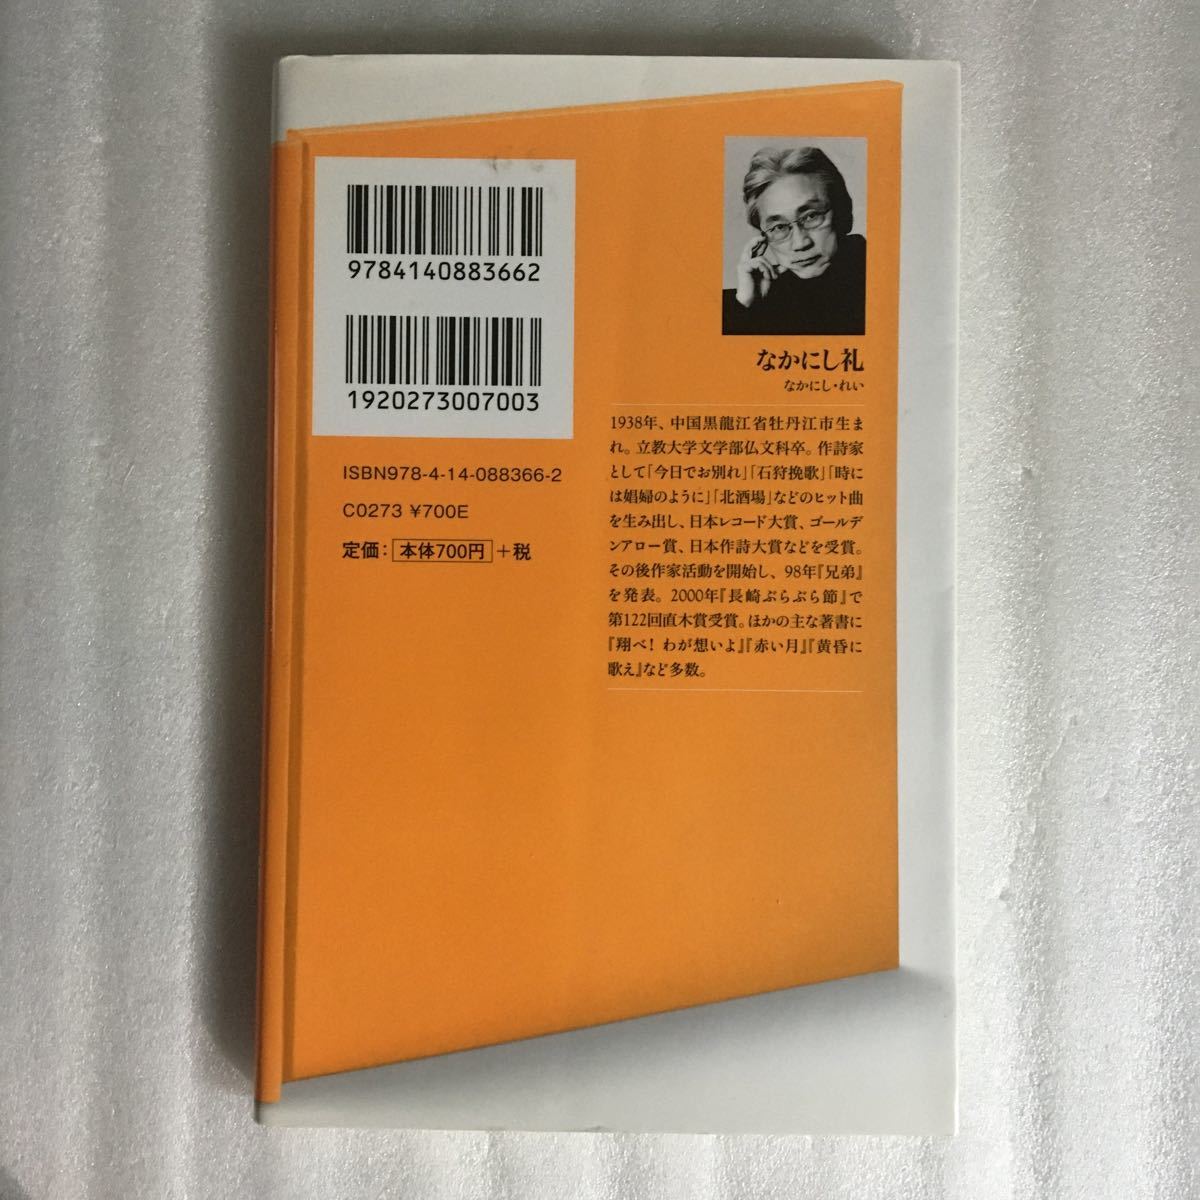 9784140883662
1920273007003
ISBN978-4-14-088366-2
C0273 ¥700E
定価：本体700円+税
なかにし礼
なかにし・れい
1938年、中国黒龍江省牡丹江市生ま
れ。立教大学文学部仏文科卒。作詩家
として「今日でお別れ」「石狩挽歌」「時に
は娼婦のように」「北酒場」などのヒット曲
を生み出し、日本レコード大賞、ゴールデ
ンアロー賞、日本作詩大賞などを受賞。
その後作家活動を開始し、98年『兄弟』
を発表。2000年『長崎ぶらぶら節』で
第122回直木賞受賞。ほかの主な著書に
『翔べ! わが想いよ』『赤い月』『黄昏に
歌え』など多数。